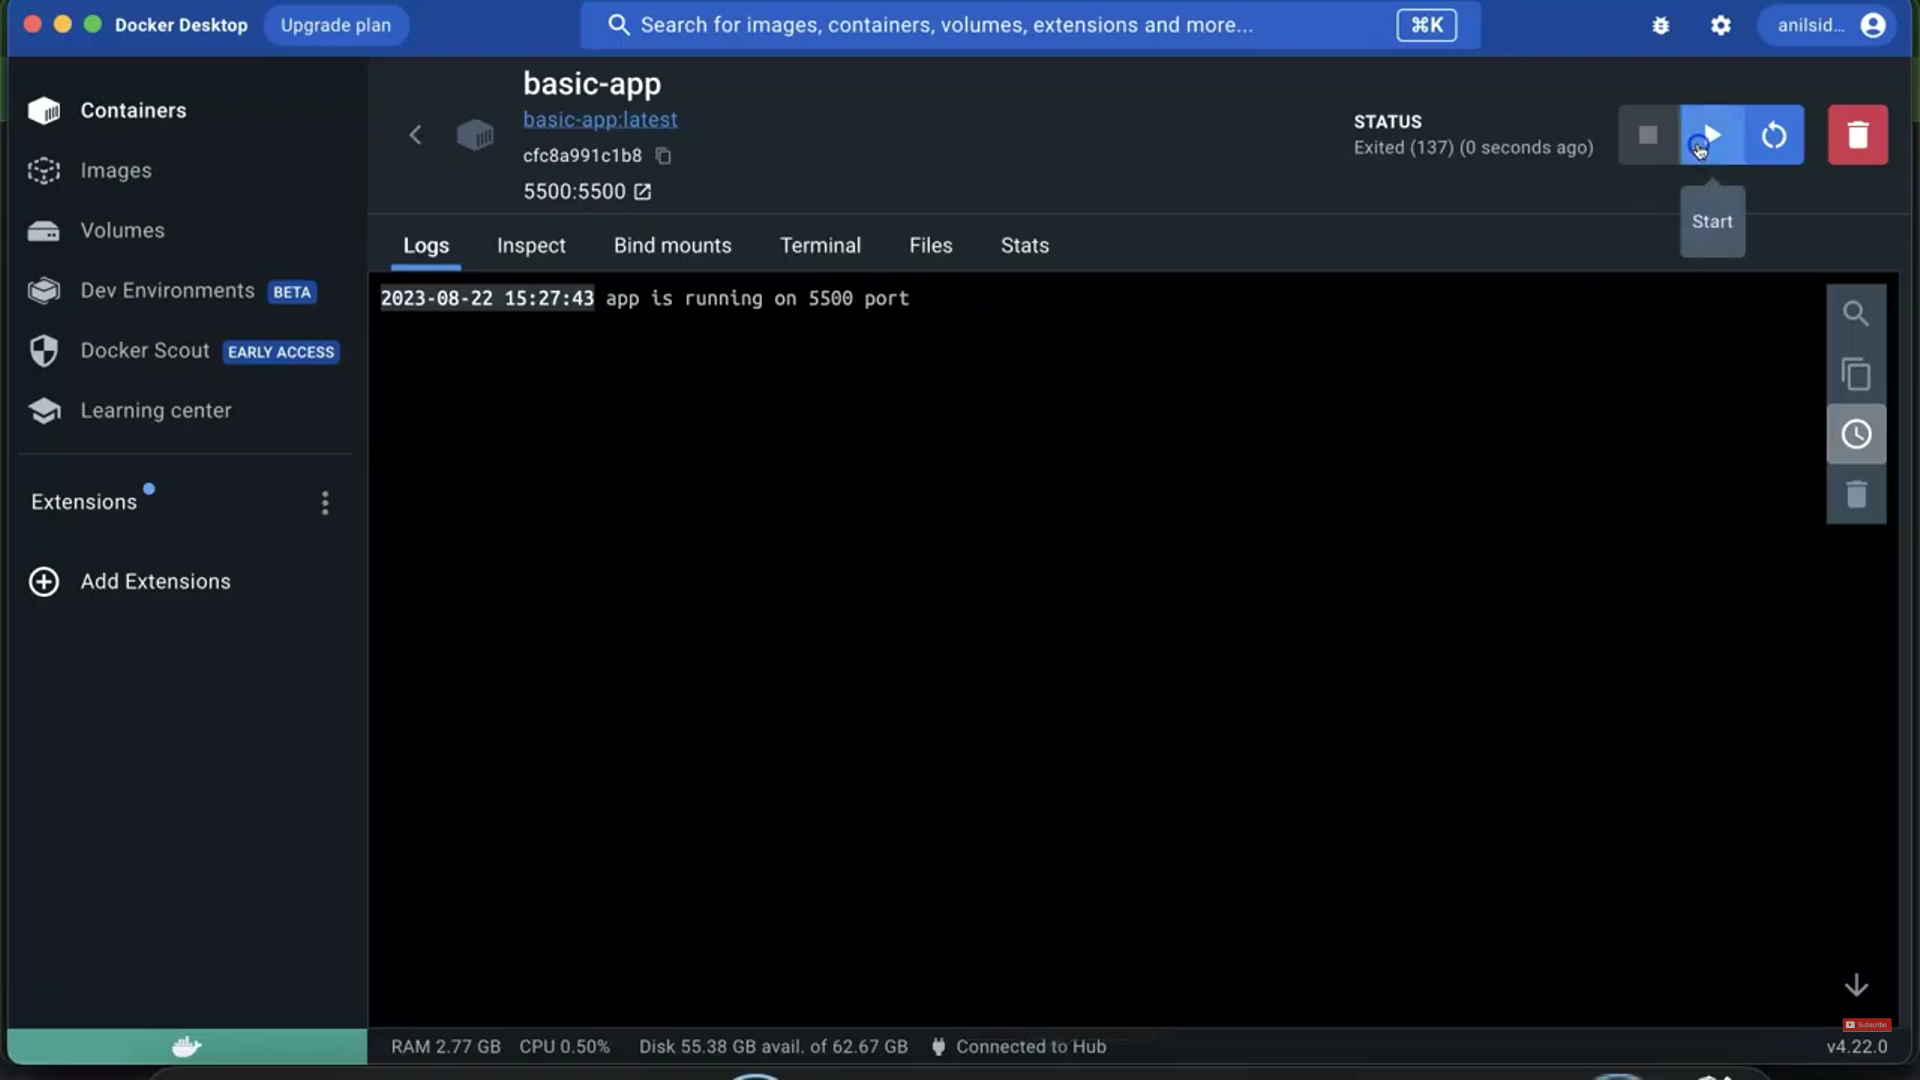 Docker Desktop
Upgrade plan
Search for images, containers, volumes, extensions and more...
⌘K
anilsid...
Containers
Images
Volumes
Dev Environments BETA
Docker Scout EARLY ACCESS
Learning center
Extensions
Add Extensions
basic-app
basic-app:latest
cfc8a991c1b8
5500:5500
STATUS
Exited (137) (0 seconds ago)
Start
Logs Inspect Bind mounts Terminal Files Stats
2023-08-22 15:27:43 app is running on 5500 port
Subscribe
RAM 2.77 GB CPU 0.50% Disk 55.38 GB avail. of 62.67 GB Connected to Hub
v4.22.0